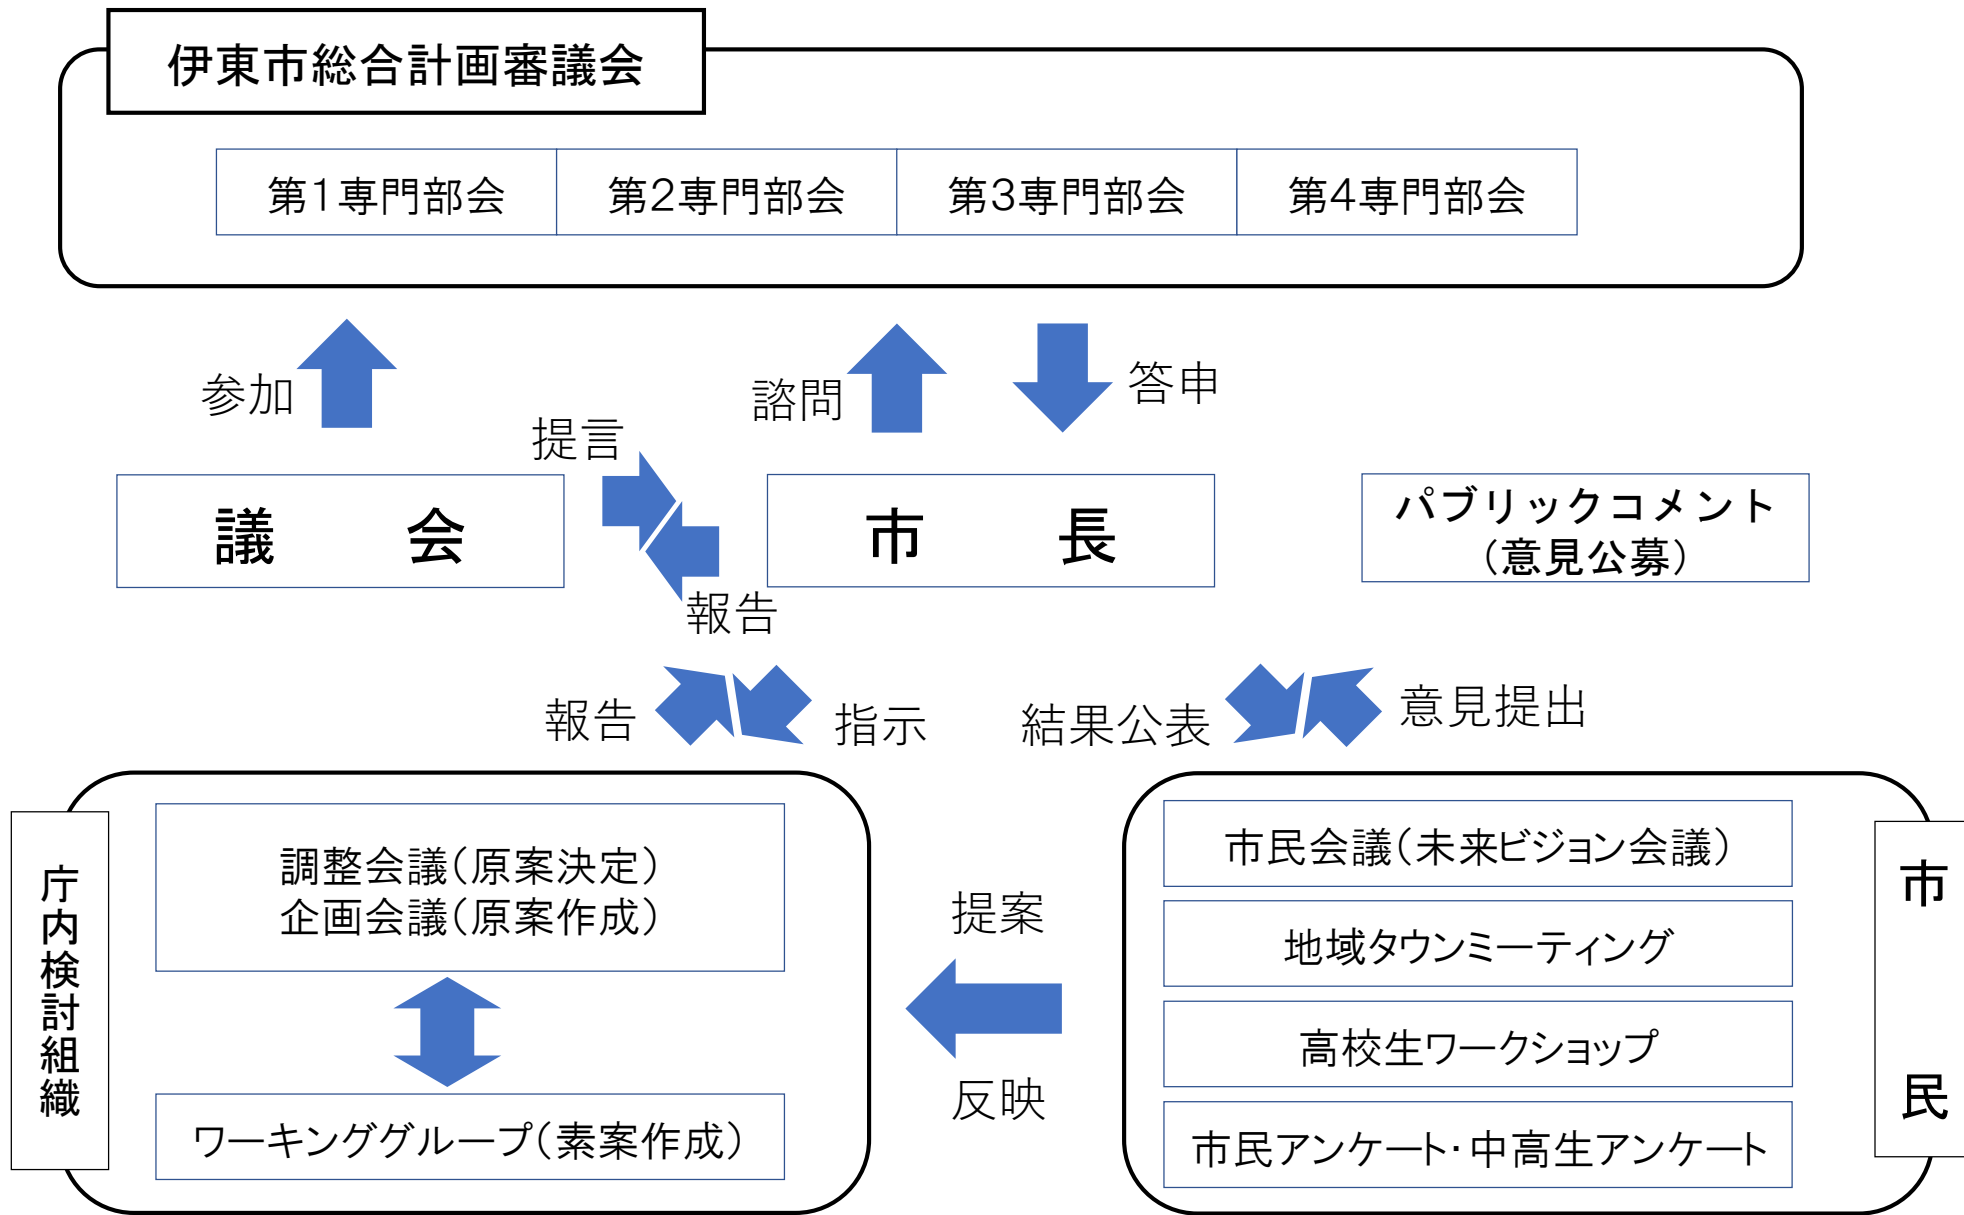 伊東市総合計画審議会
第1専門部会
第2専門部会
第3専門部会
第4専門部会
参加
諮問
答申
提言
議　会
市　長
パブリックコメント
（意見公募）
報告
報告
指示
結果公表
意見提出
庁内検討組織
調整会議（原案決定）
企画会議（原案作成）
ワーキンググループ（素案作成）
提案
反映
市民会議（未来ビジョン会議）
地域タウンミーティング
高校生ワークショップ
市民アンケート・中高生アンケート
市　民